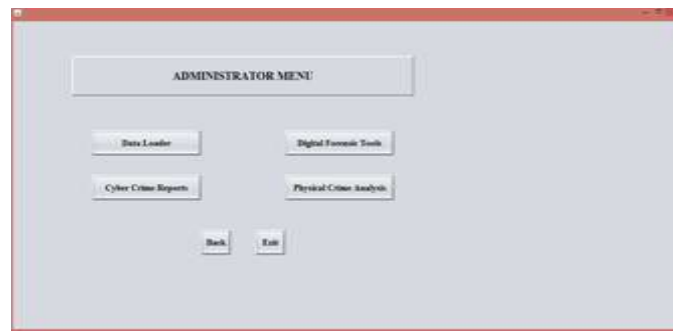 ADMINISTRATOR MENU
Data Loader
Digital Forensic Tools
Cyber Crime Reports
Physical Crime Analysis
Back
Exit